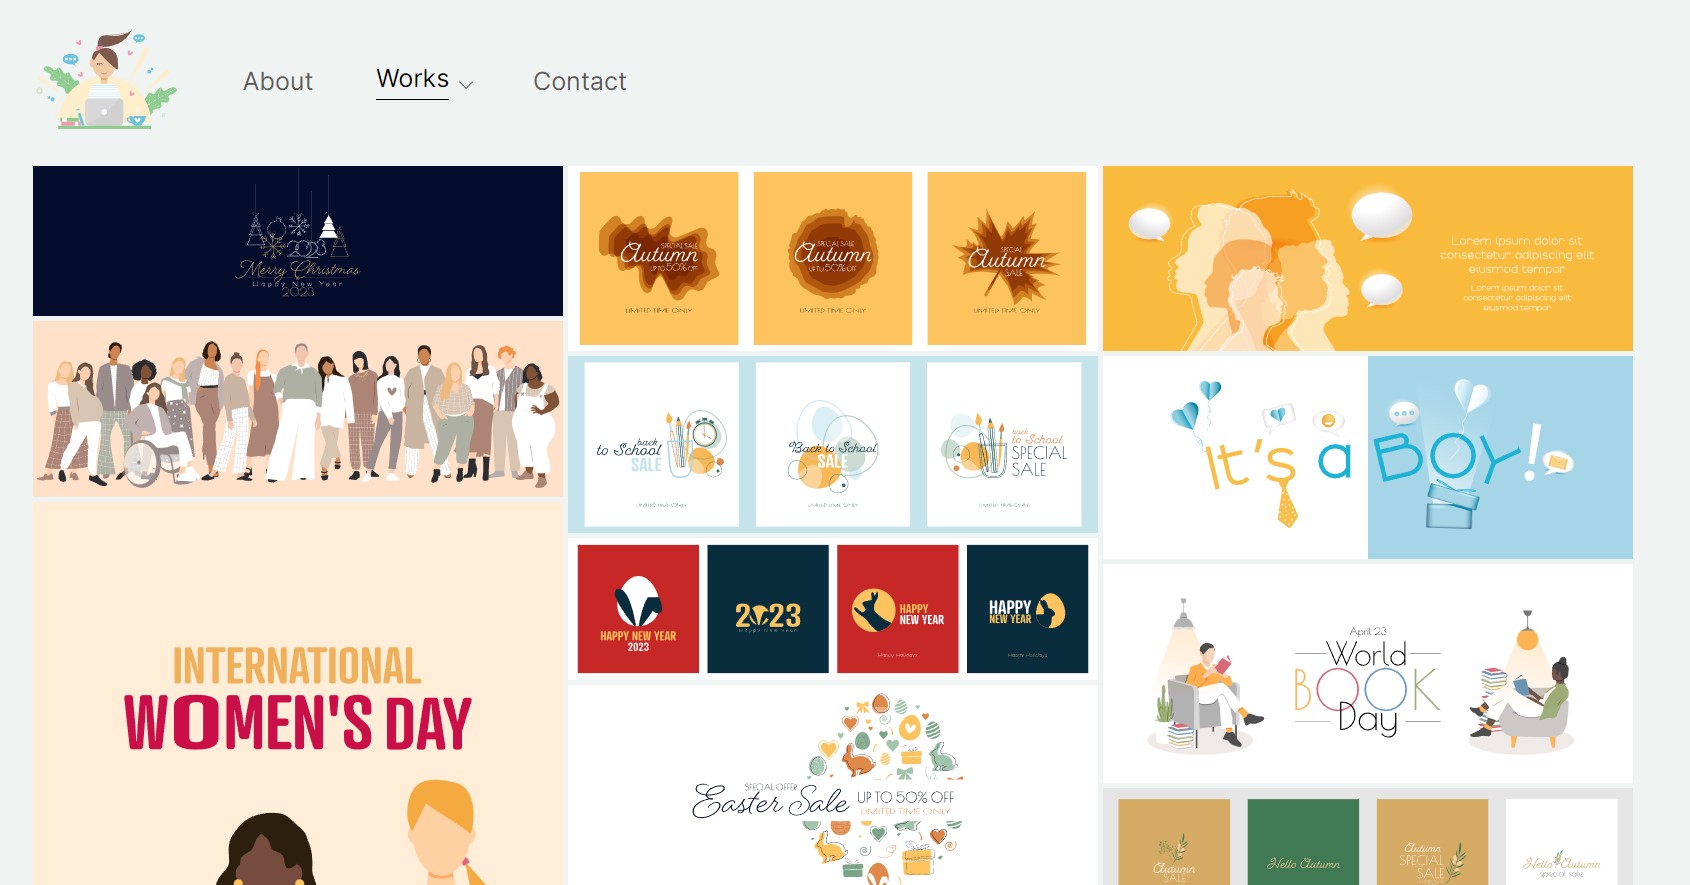 About
Works
Contact
2023
Merry Christmas
Happy New Year
2023
INTERNATIONAL
WOMEN'S DAY
SPECIAL SALE
Autumn
UP TO 50% OFF
LIMITED TIME ONLY
SPECIAL SALE
Autumn
UP TO 50% OFF
LIMITED TIME ONLY
SPECIAL
Autumn
SALE
LIMITED TIME ONLY
back
to School
SALE
LIMITED TIME ONLY
Back to School
SALE
LIMITED TIME ONLY
back
to School
SPECIAL
SALE
LIMITED TIME ONLY
HAPPY NEW YEAR
2023
2023
Happy New Year
HAPPY
NEW YEAR
Happy Holidays
HAPPY
NEW YEAR
Happy Holidays
SPECIAL OFFER
Easter Sale
UP TO 50% OFF
LIMITED TIME ONLY
Lorem ipsum dolor sit
consectetur adipiscing elit
eiusmod tempor
Lorem ipsum dolor sit
consectetur adipiscing elit
eiusmod tempor
It's a BOY!
April 23
World
BOOK
Day
Autumn
SALE
Hello Autumn
Autumn
SPECIAL
SALE
Hello Autumn
special sale